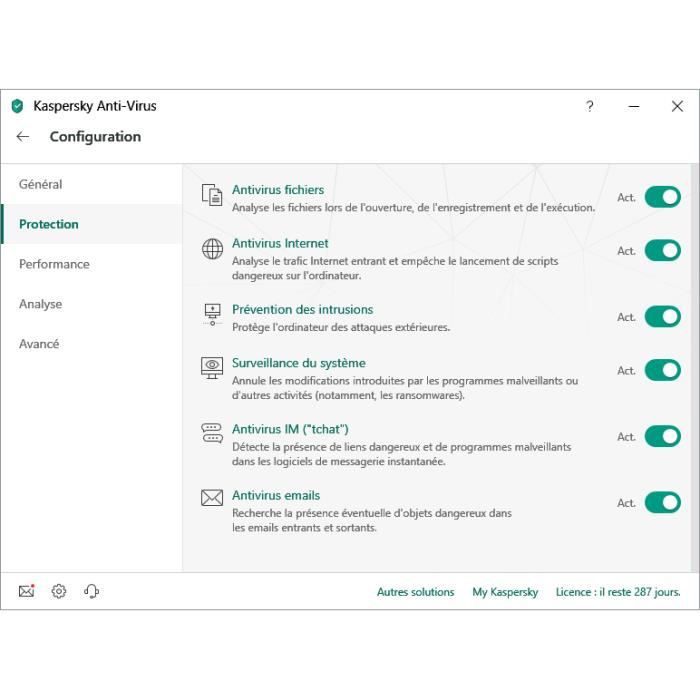 Kaspersky Anti-Virus
?
Configuration
Général
Protection
Performance
Analyse
Avancé
Antivirus fichiers
Analyse les fichiers lors de l'ouverture, de l'enregistrement et de l'exécution.
Act.
Antivirus Internet
Analyse le trafic Internet entrant et empêche le lancement de scripts
dangereux sur l'ordinateur.
Act.
Prévention des intrusions
Protège l'ordinateur des attaques extérieures.
Act.
Surveillance du système
Annule les modifications introduites par les programmes malveillants ou
d'autres activités (notamment, les ransomwares).
Act.
Antivirus IM ("tchat")
Détecte la présence de liens dangereux et de programmes malveillants
dans les logiciels de messagerie instantanée.
Act.
Antivirus emails
Recherche la présence éventuelle d'objets dangereux dans
les emails entrants et sortants.
Act.
Autres solutions
My Kaspersky
Licence : il reste 287 jours.